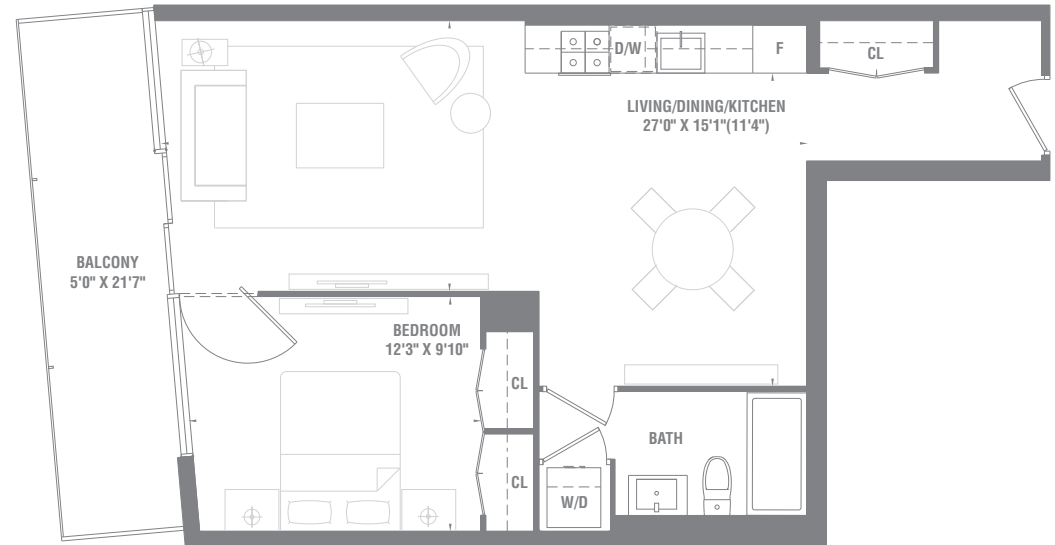 D/W
F
CL
LIVING/DINING/KITCHEN
27'0" X 15'1"(11'4")
BALCONY
5'0" X 21'7"
BEDROOM
12'3" X 9'10"
CL
BATH
CL
W/D